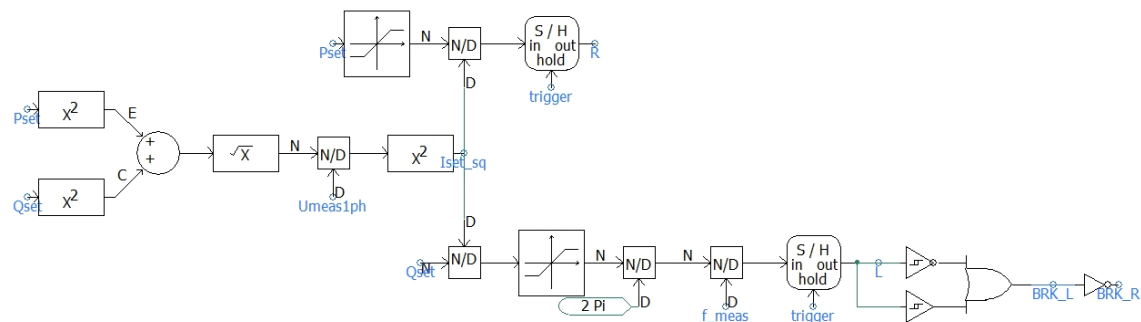 S / H
in out
hold
Pset
N
N/D
R
D
trigger
Pset
X²
E
+
+
√X
N
N/D
X²
Iset_sq
C
Qset
X²
D
Umeas1ph
D
Qset
N
N/D
N
N/D
N
N/D
S / H
in out
hold
L
2 Pi
D
D
f_meas
trigger
BRK_L
BRK_R